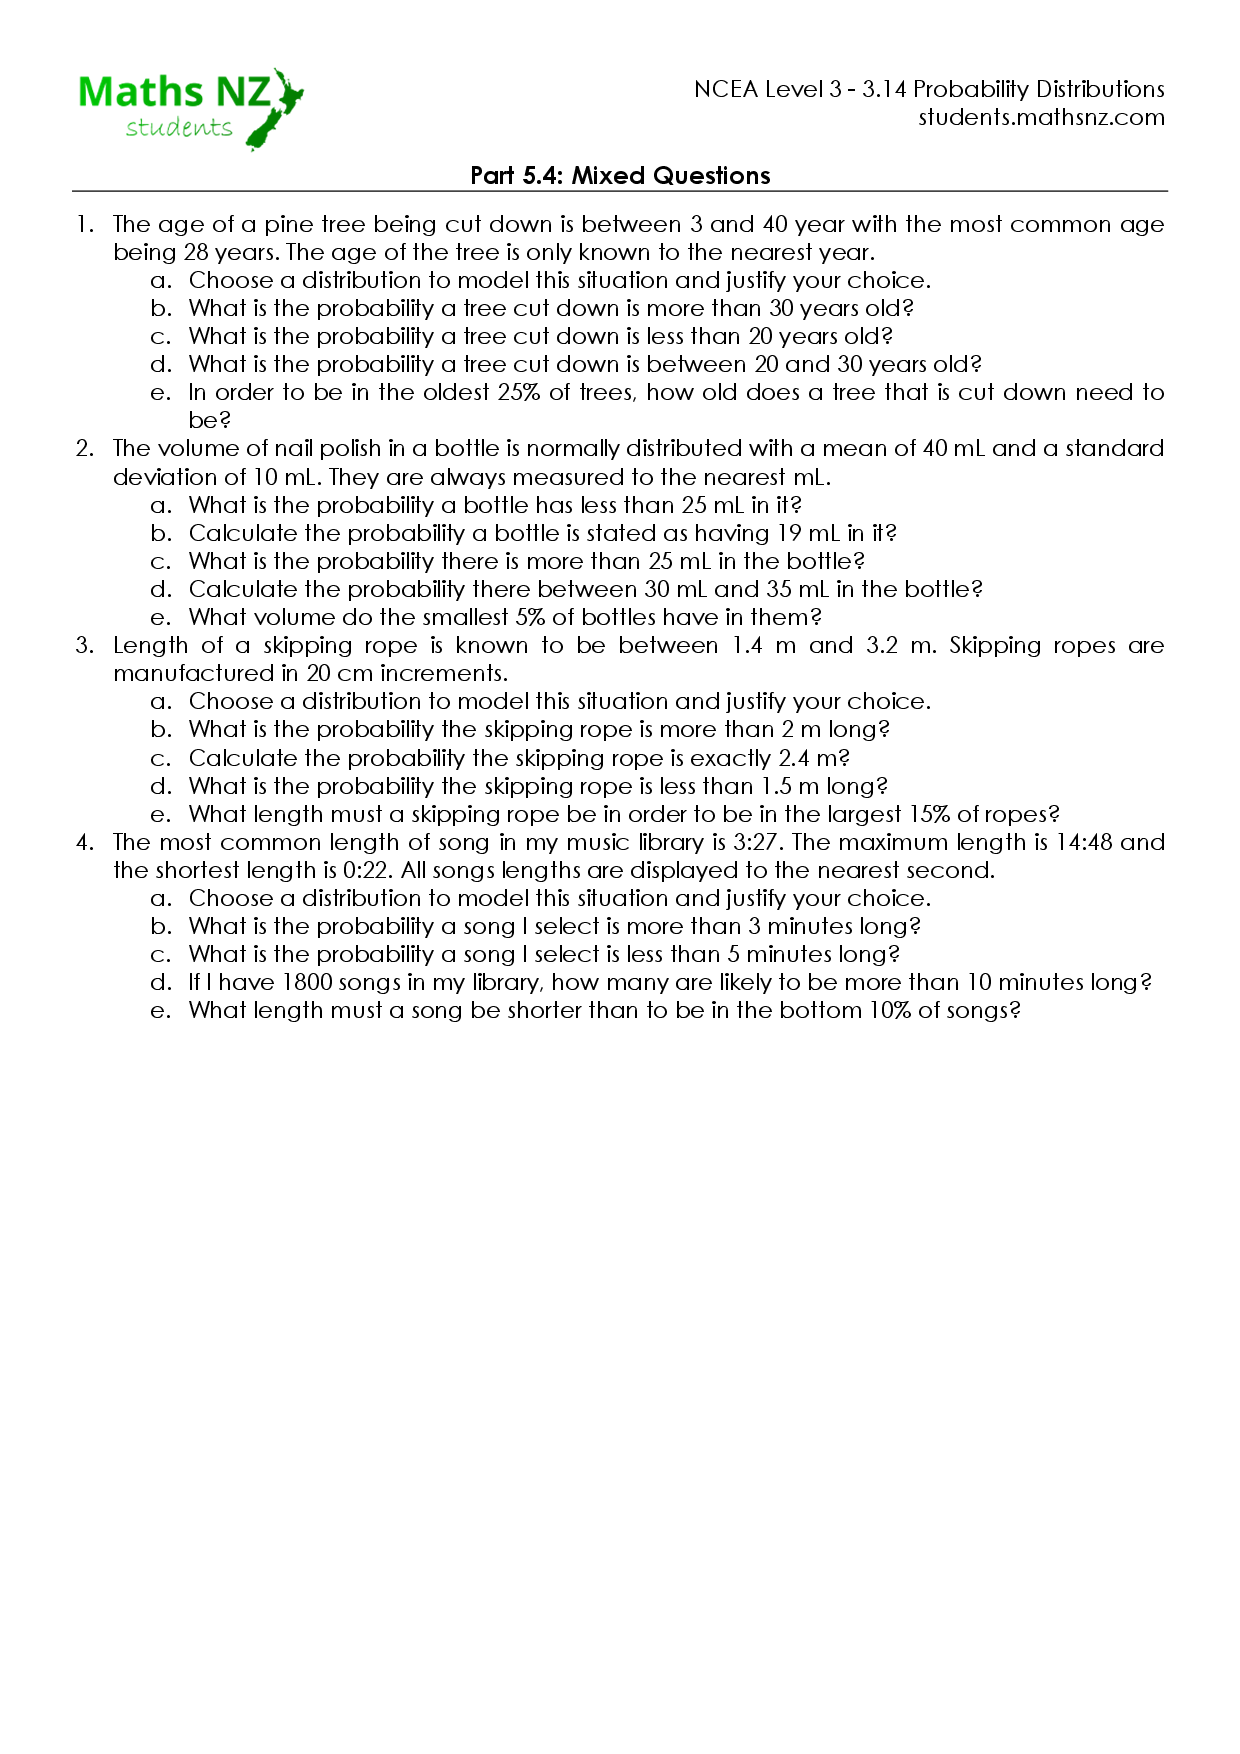 Maths NZ
students
NCEA Level 3 - 3.14 Probability Distributions
students.mathsnz.com
Part 5.4: Mixed Questions
1. The age of a pine tree being cut down is between 3 and 40 year with the most common age
being 28 years. The age of the tree is only known to the nearest year.
a. Choose a distribution to model this situation and justify your choice.
b. What is the probability a tree cut down is more than 30 years old?
c. What is the probability a tree cut down is less than 20 years old?
d. What is the probability a tree cut down is between 20 and 30 years old?
e. In order to be in the oldest 25% of trees, how old does a tree that is cut down need to
be?
2. The volume of nail polish in a bottle is normally distributed with a mean of 40 mL and a standard
deviation of 10 mL. They are always measured to the nearest mL.
a. What is the probability a bottle has less than 25 mL in it?
b. Calculate the probability a bottle is stated as having 19 mL in it?
c. What is the probability there is more than 25 mL in the bottle?
d. Calculate the probability there between 30 mL and 35 mL in the bottle?
e. What volume do the smallest 5% of bottles have in them?
3. Length of a skipping rope is known to be between 1.4 m and 3.2 m. Skipping ropes are
manufactured in 20 cm increments.
a. Choose a distribution to model this situation and justify your choice.
b. What is the probability the skipping rope is more than 2 m long?
c. Calculate the probability the skipping rope is exactly 2.4 m?
d. What is the probability the skipping rope is less than 1.5 m long?
e. What length must a skipping rope be in order to be in the largest 15% of ropes?
4. The most common length of song in my music library is 3:27. The maximum length is 14:48 and
the shortest length is 0:22. All songs lengths are displayed to the nearest second.
a. Choose a distribution to model this situation and justify your choice.
b. What is the probability a song I select is more than 3 minutes long?
c. What is the probability a song I select is less than 5 minutes long?
d. If I have 1800 songs in my library, how many are likely to be more than 10 minutes long?
e. What length must a song be shorter than to be in the bottom 10% of songs?